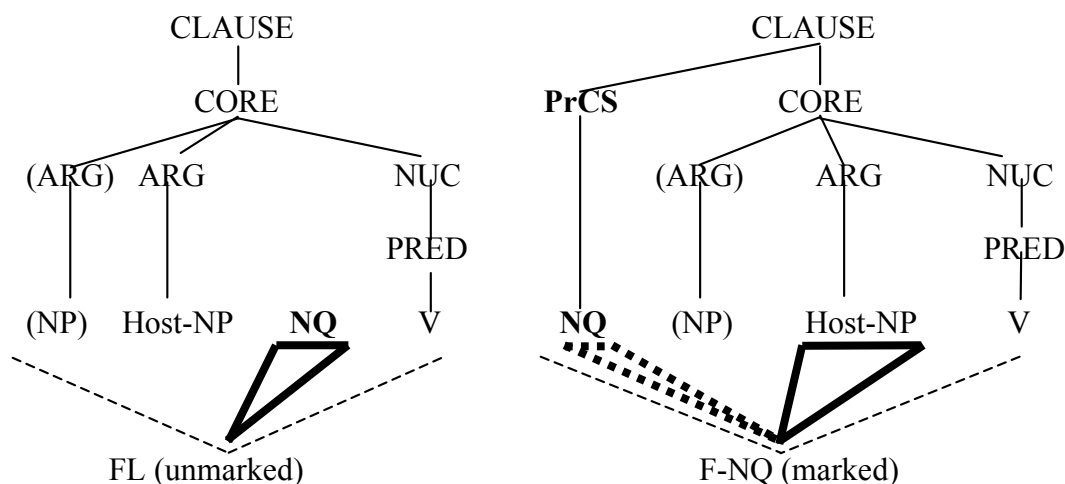 CLAUSE CLAUSE
CORE PrCS CORE
(ARG) ARG NUC (ARG) ARG NUC
PRED PRED
(NP) Host-NP NQ V NQ (NP) Host-NP V
FL (unmarked) F-NQ (marked)